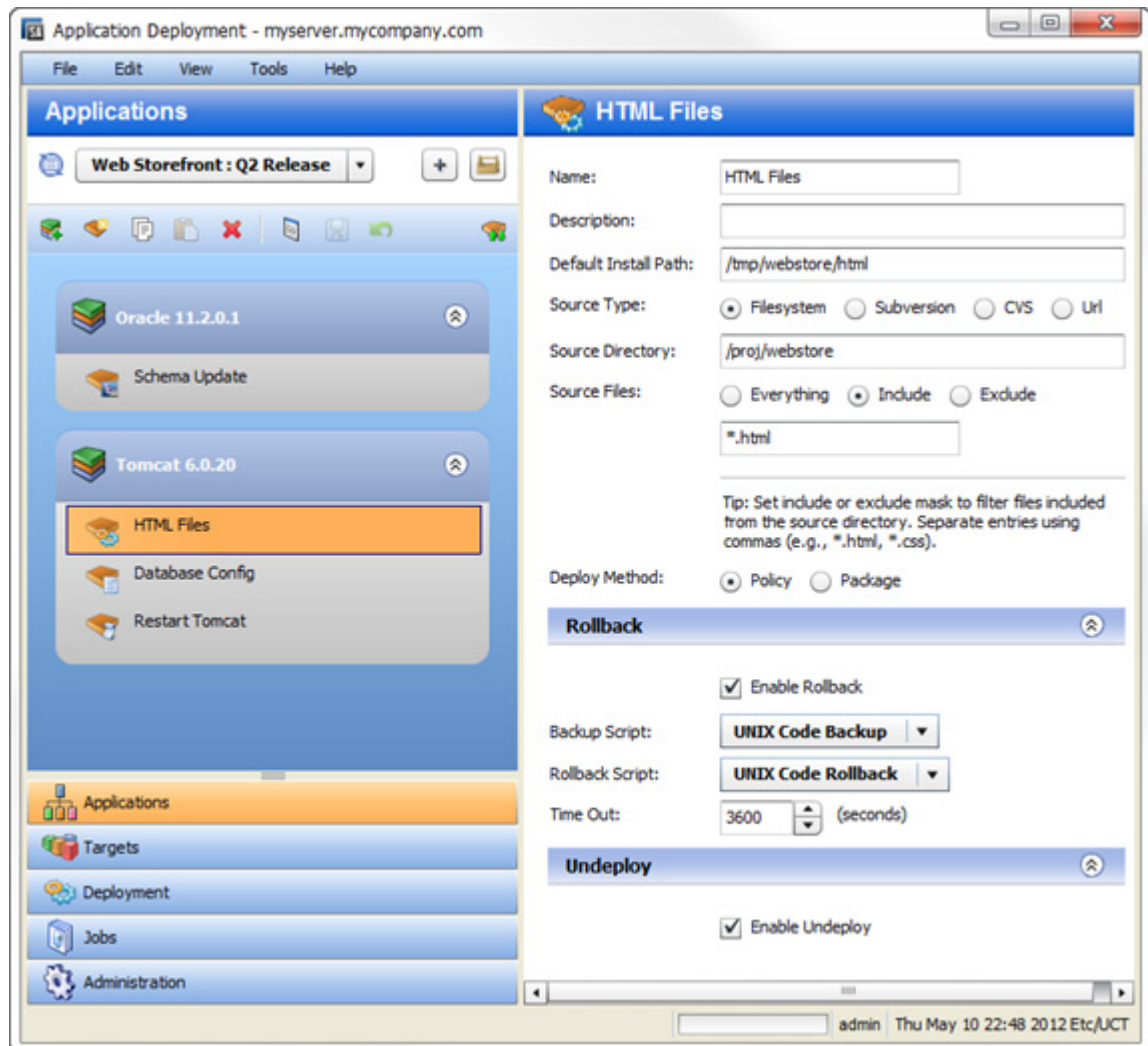 Application Deployment - myserver.mycompany.com
File Edit View Tools Help
Applications
Web Storefront : Q2 Release
Oracle 11.2.0.1
Schema Update
Tomcat 6.0.20
HTML Files
Database Config
Restart Tomcat
Applications
Targets
Deployment
Jobs
Administration
HTML Files
Name: HTML Files
Description:
Default Install Path: /tmp/webstore/html
Source Type: Filesystem Subversion CVS Url
Source Directory: /proj/webstore
Source Files: Everything Include Exclude
*.html
Tip: Set include or exclude mask to filter files included
from the source directory. Separate entries using
commas (e.g., *.html, *.css).
Deploy Method: Policy Package
Rollback
Enable Rollback
Backup Script: UNIX Code Backup
Rollback Script: UNIX Code Rollback
Time Out: 3600 (seconds)
Undeploy
Enable Undeploy
admin Thu May 10 22:48 2012 Etc/UCT